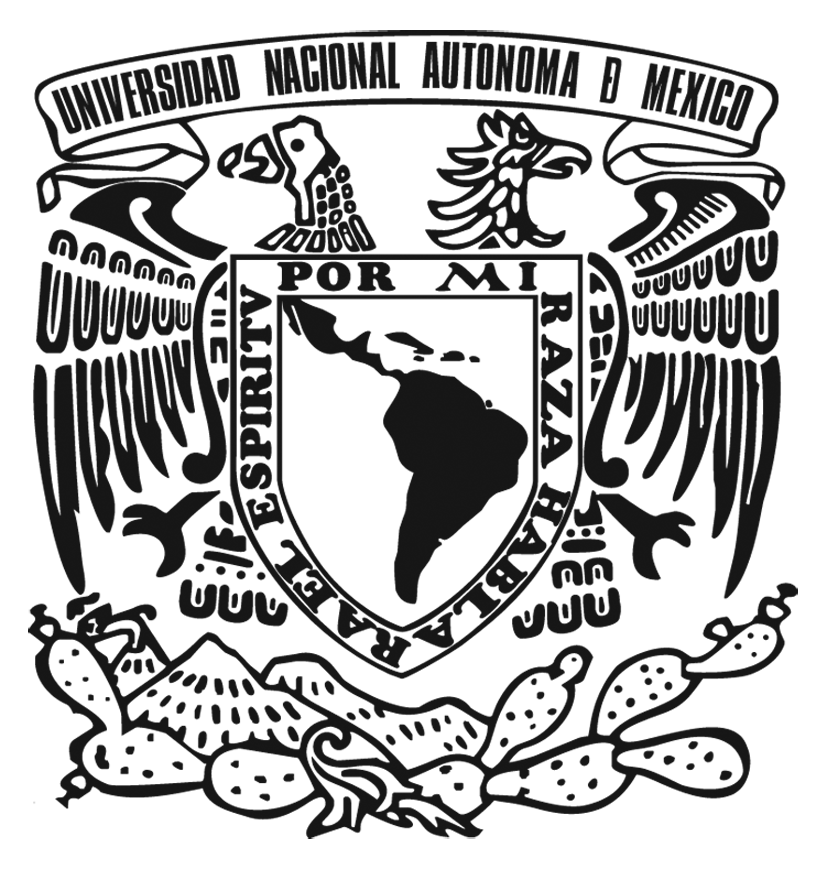 UNIVERSIDAD NACIONAL AUTONOMA Đ MEXICO
POR MI RAZA HABLARA EL ESPIRITV